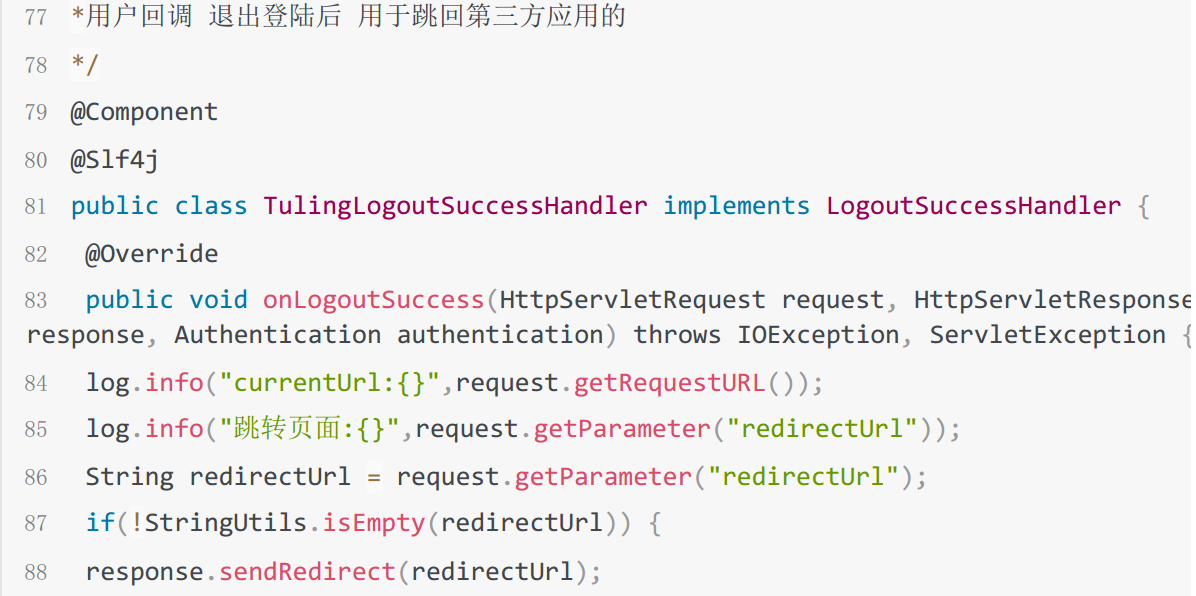 77 *用户回调 退出登陆后 用于跳回第三方应用的
78 */
79 @Component
80 @Slf4j
81 public class TulingLogoutSuccessHandler implements LogoutSuccessHandler {
82 @Override
83 public void onLogoutSuccess(HttpServletRequest request, HttpServletResponse
response, Authentication authentication) throws IOException, ServletException {
84 log.info("currentUrl:{}",request.getRequestURL());
85 log.info("跳转页面:{}",request.getParameter("redirectUrl"));
86 String redirectUrl = request.getParameter("redirectUrl");
87 if(!StringUtils.isEmpty(redirectUrl)) {
88 response.sendRedirect(redirectUrl);